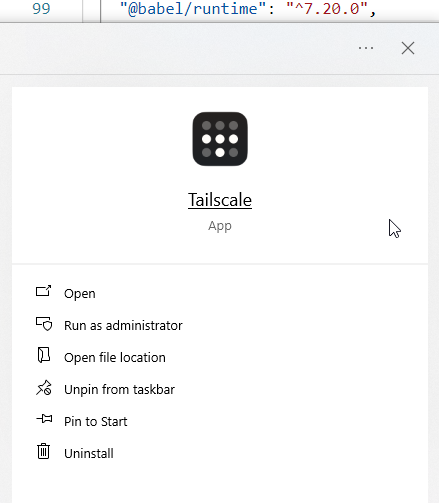 99 "@babel/runtime": "^7.20.0",
Tailscale
App
Open
Run as administrator
Open file location
Unpin from taskbar
Pin to Start
Uninstall